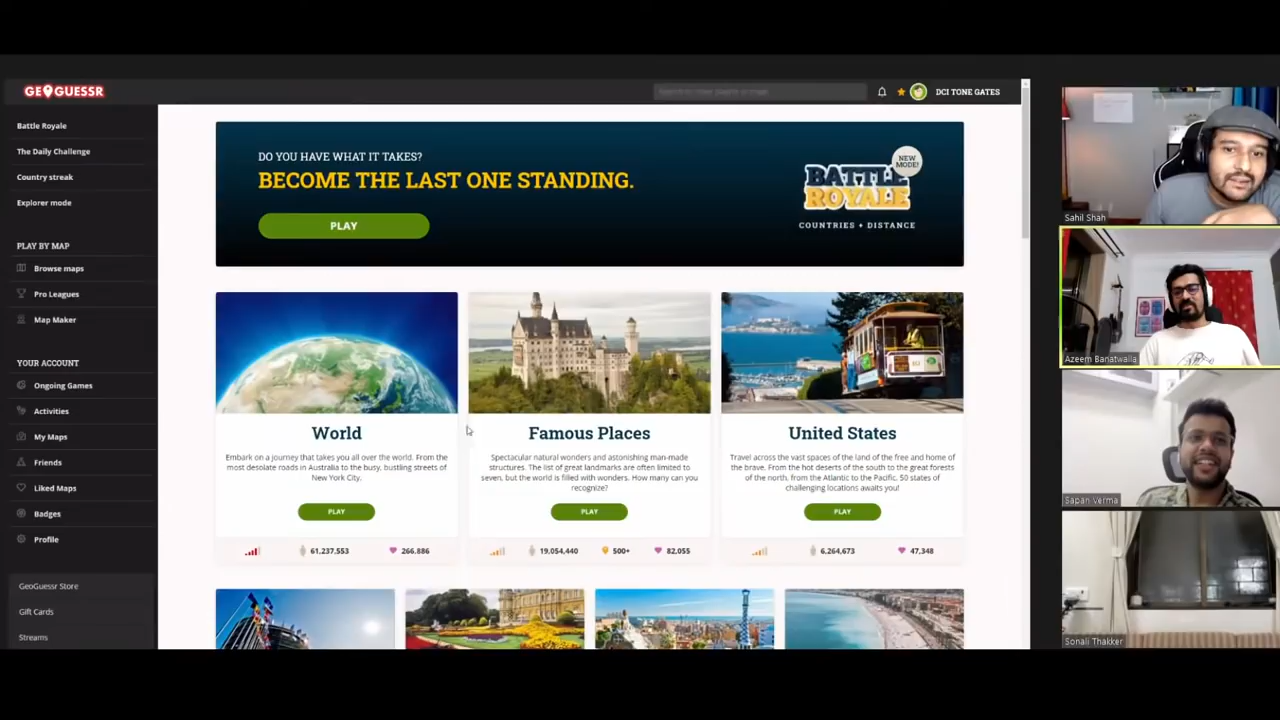 GEOGUESSR
DCI TONE GATES
Battle Royale
The Daily Challenge
Country streak
Explorer mode
PLAY BY MAP
Browse maps
Pro Leagues
Map Maker
YOUR ACCOUNT
Ongoing Games
Activities
My Maps
Friends
Liked Maps
Badges
Profile
GeoGuessr Store
Gift Cards
Streams
DO YOU HAVE WHAT IT TAKES?
BECOME THE LAST ONE STANDING.
PLAY
NEW
MODE!
BATTLE
ROYALE
COUNTRIES + DISTANCE
World
Embark on a journey that takes you all over the world. From the
most desolate roads in Australia to the busy, bustling streets of
New York City.
PLAY
61,237,553
266,886
Famous Places
Spectacular natural wonders and astonishing man-made
structures. The list of great landmarks are often limited to
seven, but the world is filled with wonders. How many can you
recognize?
PLAY
19,054,440
500+
82,055
United States
Travel across the vast spaces of the land of the free and home of
the brave. From the hot deserts of the south to the great forests
of the north, from the Atlantic to the Pacific. 50 states of
challenging locations awaits you!
PLAY
6,264,673
47,348
Sahil Shah
Azeem Banatwalla
Sapan Verma
Sonali Thakker